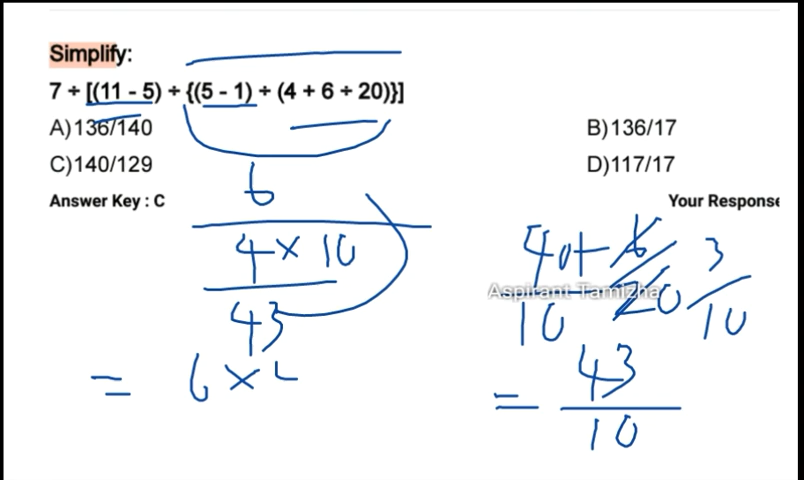 Simplify:
7 ÷ [(11 - 5) ÷ {(5 - 1) ÷ (4 + 6 ÷ 20)}]
A)136/140
B)136/17
C)140/129
D)117/17
Answer Key : C
Your Response
6
4 × 10
43
= 6 ×
40 + 6 3
Aspirant Tamizha
10 20 10
= 43
10